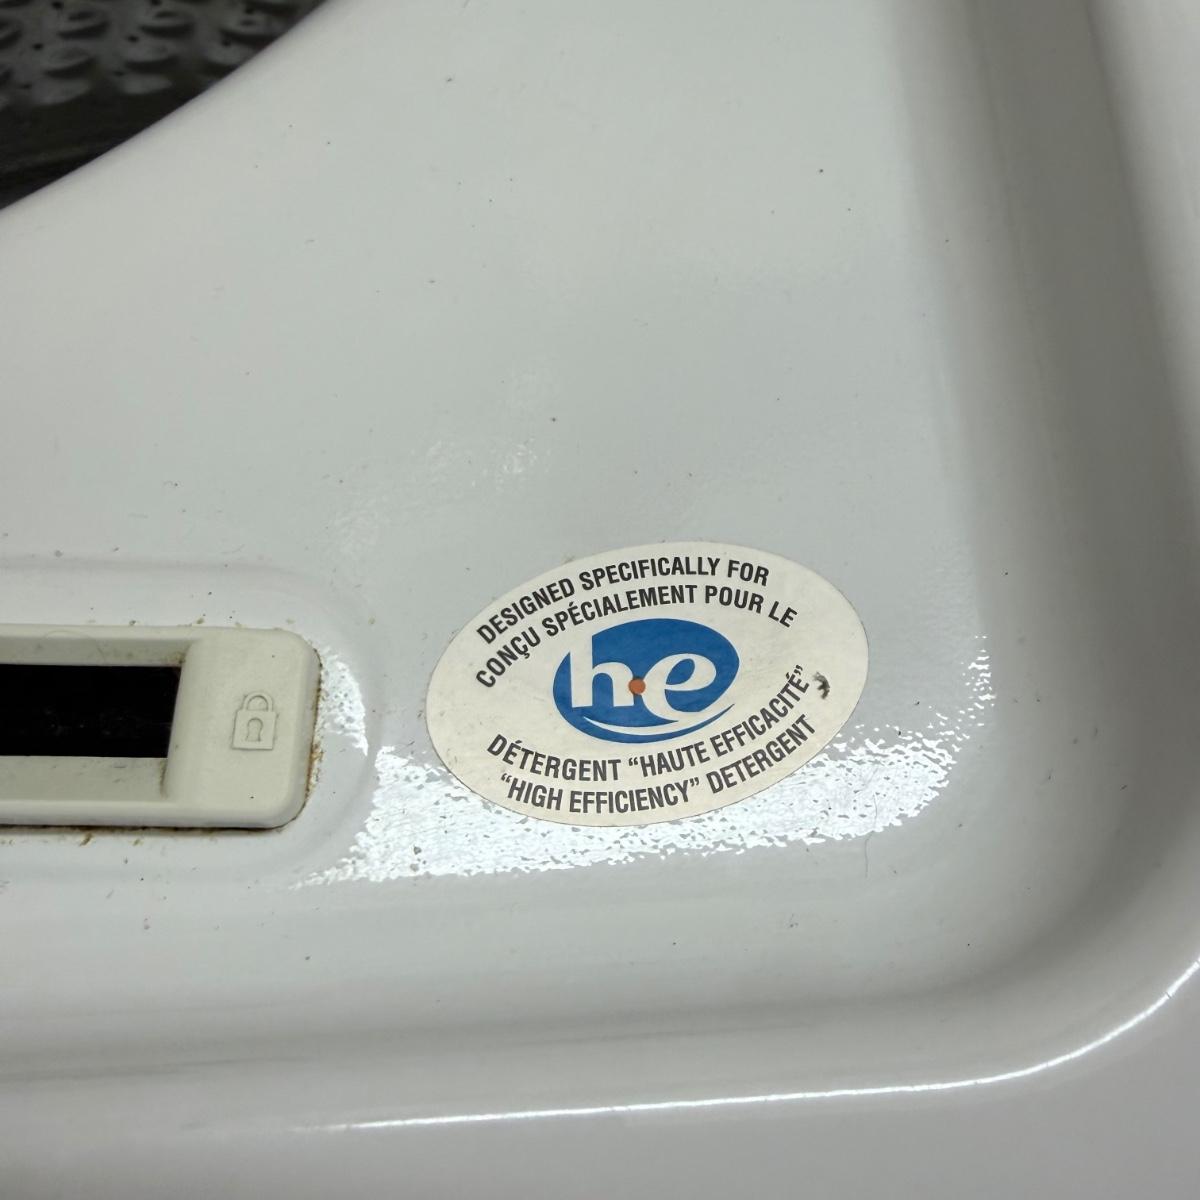 DESIGNED SPECIFICALLY FOR
CONÇU SPÉCIALEMENT POUR LE
he
DÉTERGENT “HAUTE EFFICACITÉ”
“HIGH EFFICIENCY” DETERGENT